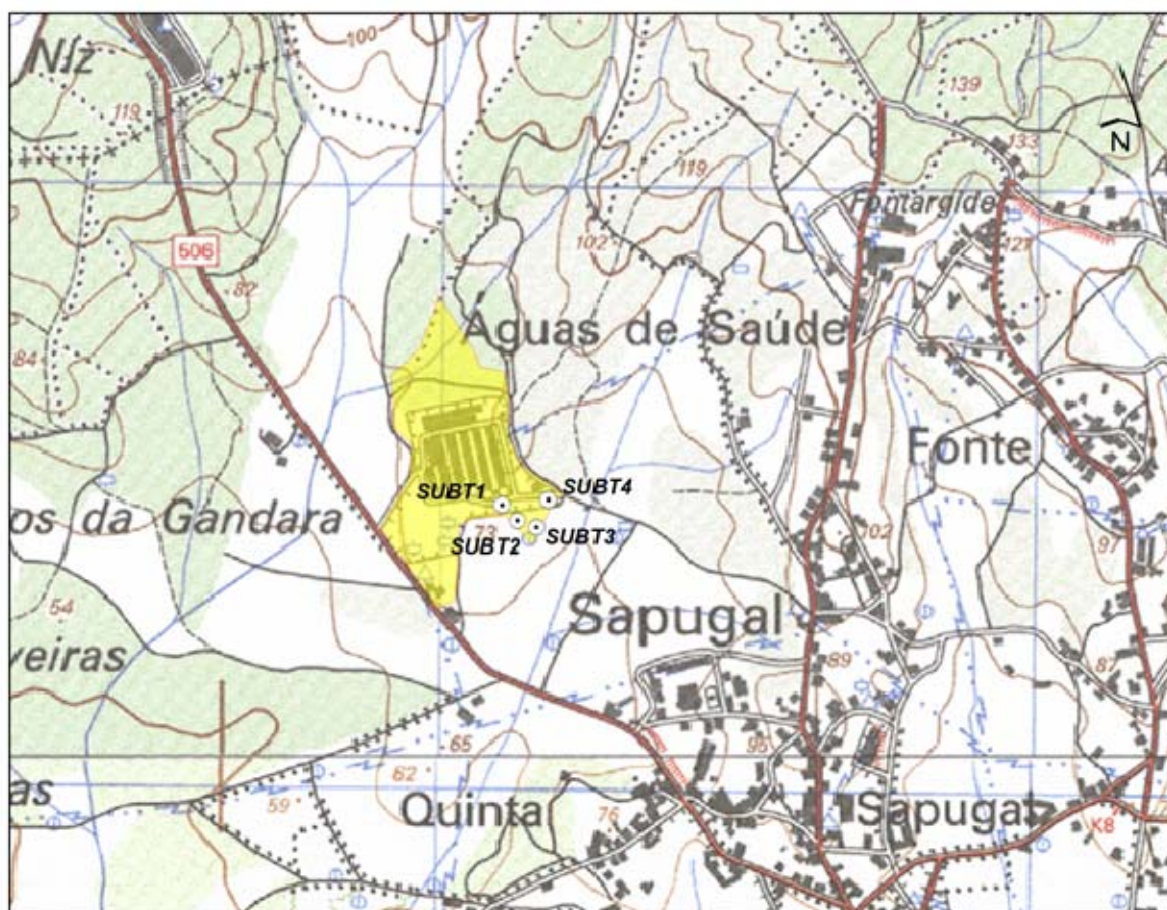 Níz
100
139
119
133
119
Fontargide
127
506
102
82
Águas de Saúde
84
Fonte
SUBT1
SUBT4
os da Gandara
73
SUBT2
SUBT3
102
97
54
Sapugal
veiras
89
87
65
95
62
as
59
Quinta
76
Sapugal
K8
N